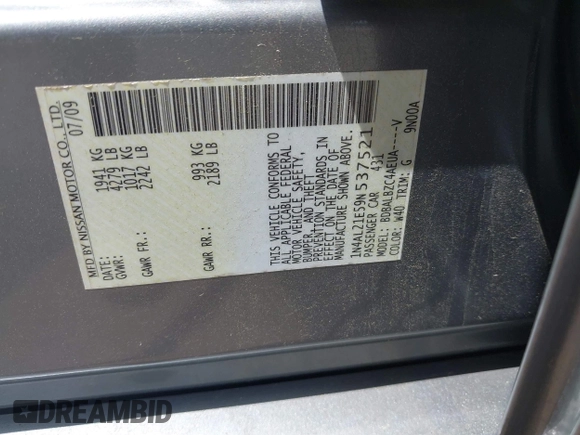 MFD BY NISSAN MOTOR CO., LTD.
DATE: 07/09
GVWR: 1941 KG
4279 LB
GAWR FR.: 1017 KG
2242 LB
GAWR RR.: 993 KG
2189 LB
THIS VEHICLE CONFORMS TO
ALL APPLICABLE FEDERAL
MOTOR VEHICLE SAFETY,
BUMPER, AND THEFT
PREVENTION STANDARDS IN
EFFECT ON THE DATE OF
MANUFACTURE SHOWN ABOVE.
1N4AL21E59N537521
PASSENGER CAR 431
MODEL: BDBALBZC4AEUA----V
COLOR: W40 TRIM: G 9N00A
DREAMBID